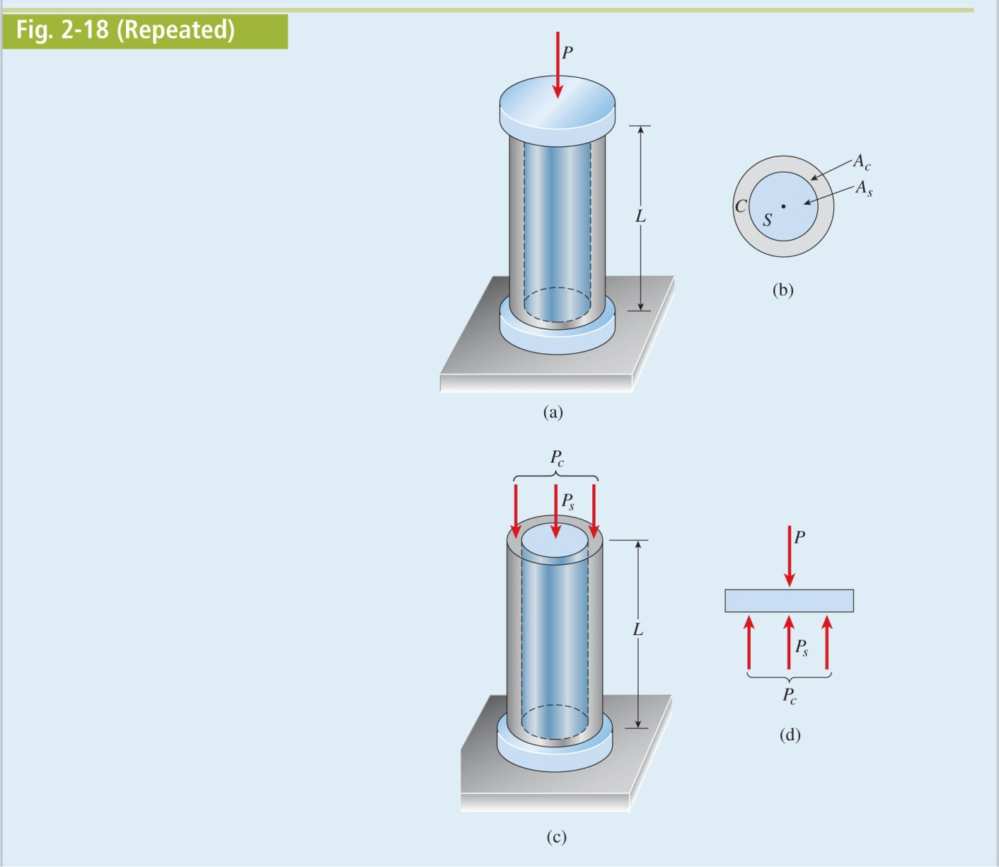 Fig. 2-18 (Repeated)
P
L
(a)
A_c
A_s
C
S
(b)
P_c
P_s
L
(c)
P
P_s
P_c
(d)